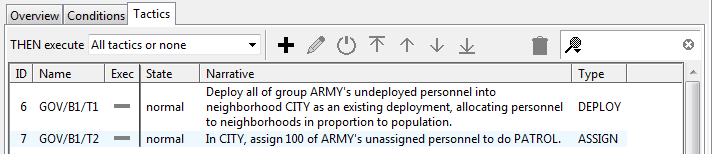 Overview Conditions Tactics
THEN execute All tactics or none
ID Name Exec State Narrative Type
6 GOV/B1/T1 normal Deploy all of group ARMY's undeployed personnel into
neighborhood CITY as an existing deployment, allocating personnel
to neighborhoods in proportion to population. DEPLOY
7 GOV/B1/T2 normal In CITY, assign 100 of ARMY's unassigned personnel to do PATROL. ASSIGN